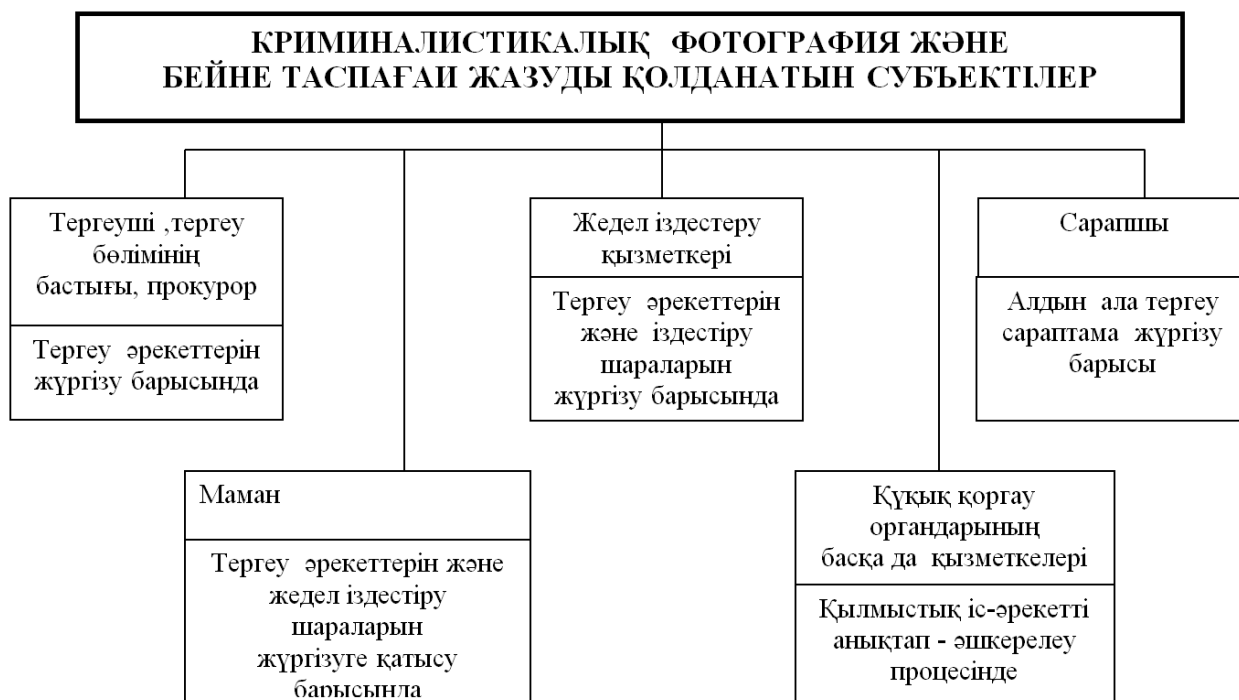 КРИМИНАЛИСТИКАЛЫҚ ФОТОГРАФИЯ ЖӘНЕ
БЕЙНЕ ТАСПАҒАИ ЖАЗУДЫ ҚОЛДАНАТЫН СУБЪЕКТІЛЕР
Тергеуші ,тергеу
бөлімінің
бастығы, прокурор
Тергеу әрекеттерін
жүргізу барысында
Жедел іздестеру
қызметкері
Тергеу әрекеттерін
және іздестіру
шараларын
жүргізу барысында
Сарапшы
Алдын ала тергеу
сараптама жүргізу
барысы
Маман
Тергеу әрекеттерін және
жедел іздестіру
шараларын
жүргізуге қатысу
барысында
Құқық қоргау
органдарының
басқа да қызметкелері
Қылмыстық іс-әрекетті
анықтап - әшкерелеу
процесінде